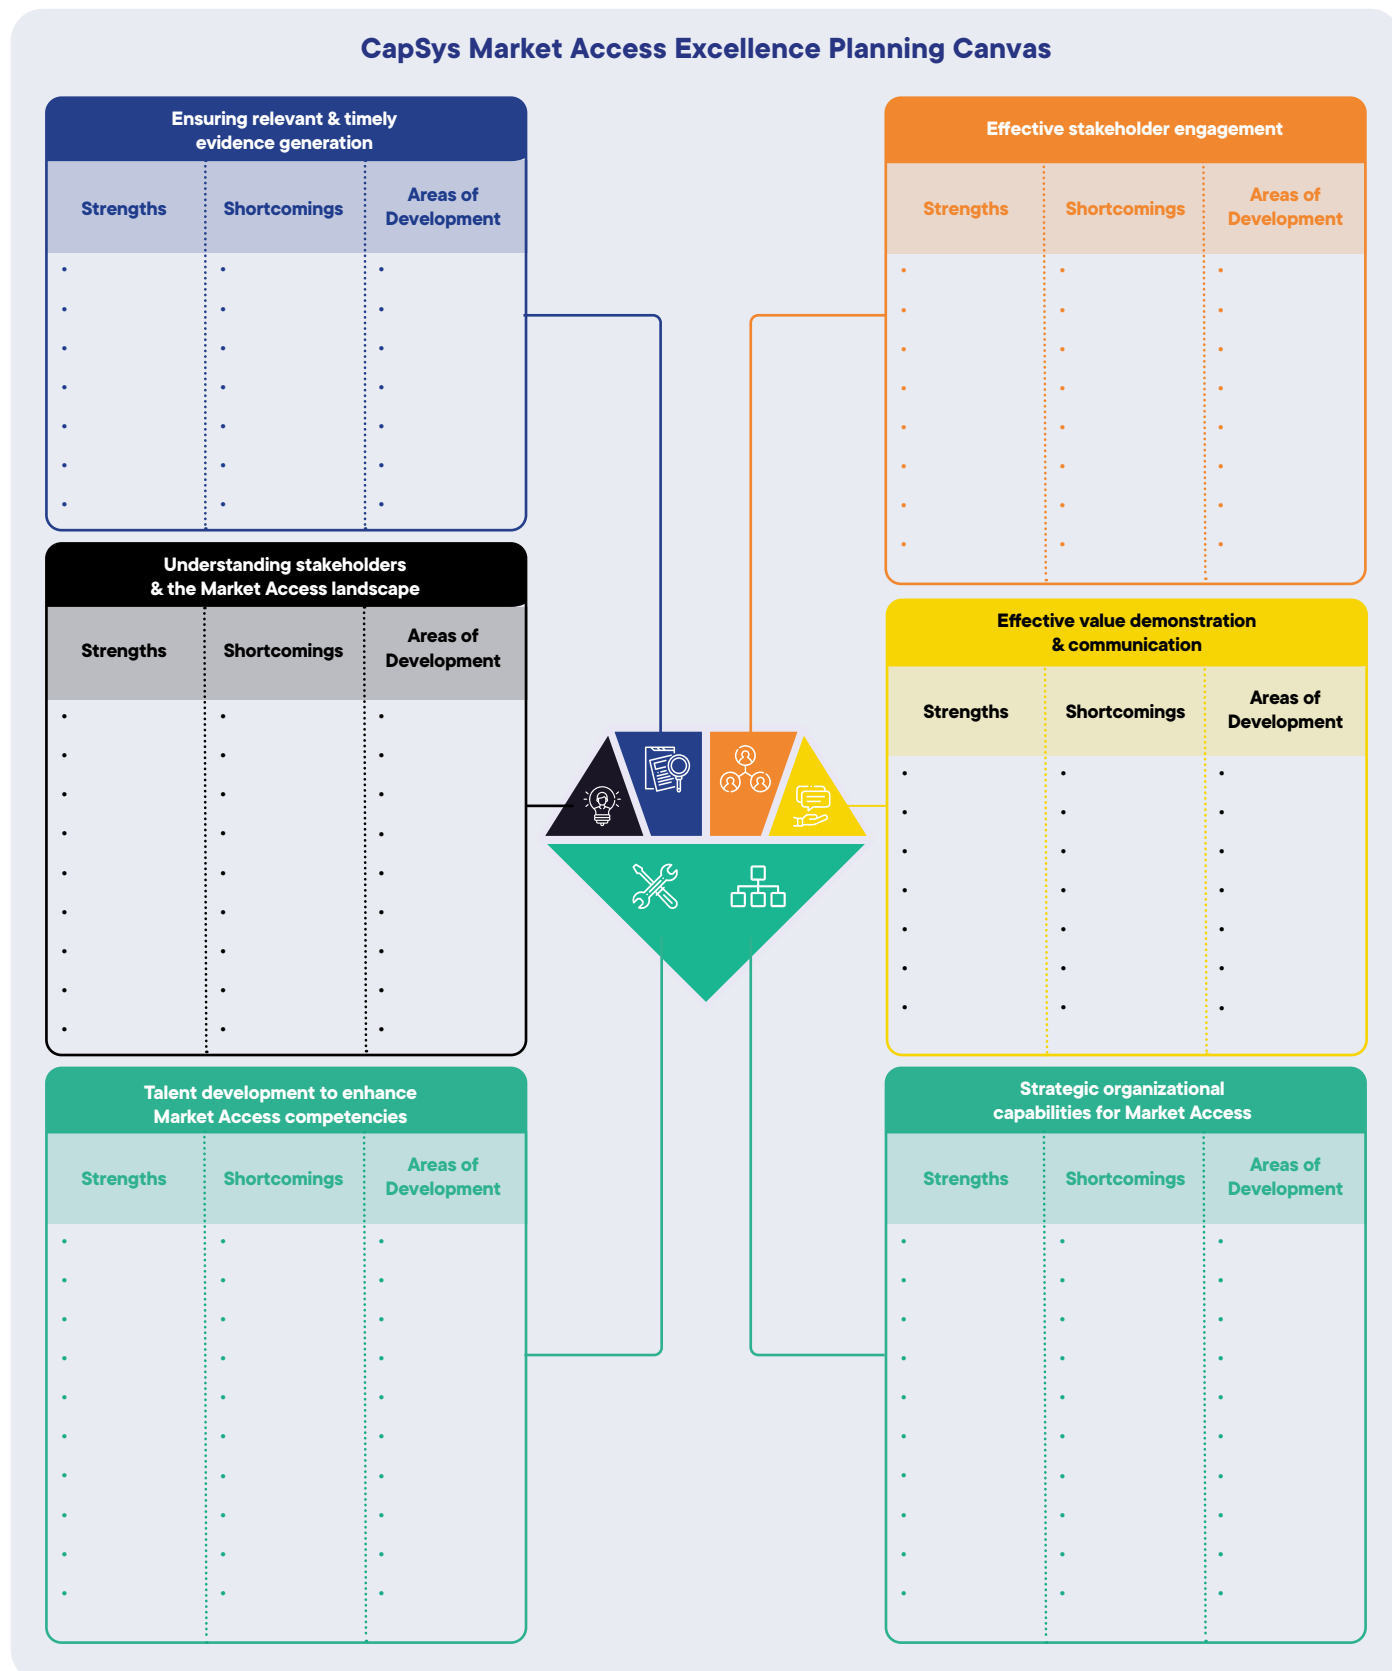 CapSys Market Access Excellence Planning Canvas
Ensuring relevant & timely
evidence generation
Strengths
Shortcomings
Areas of
Development
Understanding stakeholders
& the Market Access landscape
Strengths
Shortcomings
Areas of
Development
Talent development to enhance
Market Access competencies
Strengths
Shortcomings
Areas of
Development
Effective stakeholder engagement
Strengths
Shortcomings
Areas of
Development
Effective value demonstration
& communication
Strengths
Shortcomings
Areas of
Development
Strategic organizational
capabilities for Market Access
Strengths
Shortcomings
Areas of
Development